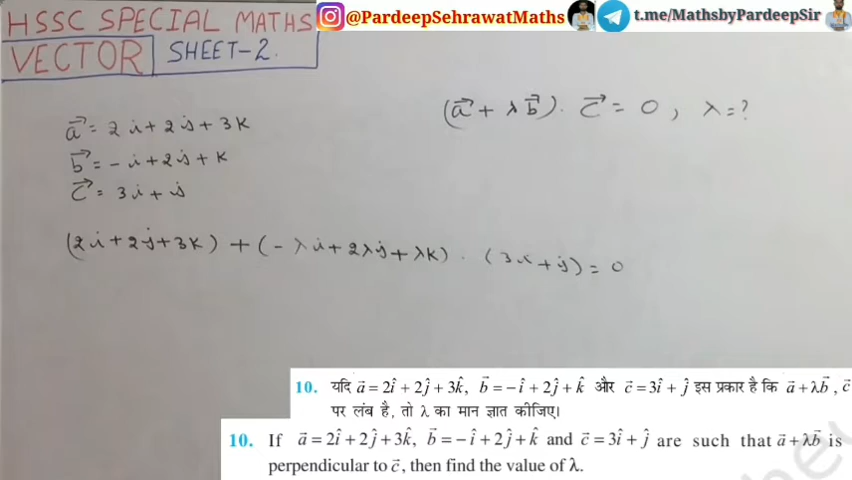 HSSC SPECIAL MATHS
@PardeepSehrawatMaths
t.me/MathsbyPardeepSir
VECTOR SHEET-2.
(a⃗ + λb⃗). c⃗ = 0, λ=?
a⃗ = 2i+2j+3k
b⃗ = -i+2j+k
c⃗ = 3i+j
(2i+2j+3k) + (-λi+2λj+λk). (3i+j) = 0
10. यदि a⃗ = 2î + 2ĵ + 3k̂, b⃗ = −î + 2ĵ + k̂ और c⃗ = 3î + ĵ इस प्रकार है कि a⃗ + λb⃗, c⃗
पर लंब है, तो λ का मान ज्ञात कीजिए।
10. If a⃗ = 2î + 2ĵ + 3k̂, b⃗ = −î + 2ĵ + k̂ and c⃗ = 3î + ĵ are such that a⃗ + λb⃗ is
perpendicular to c⃗, then find the value of λ.